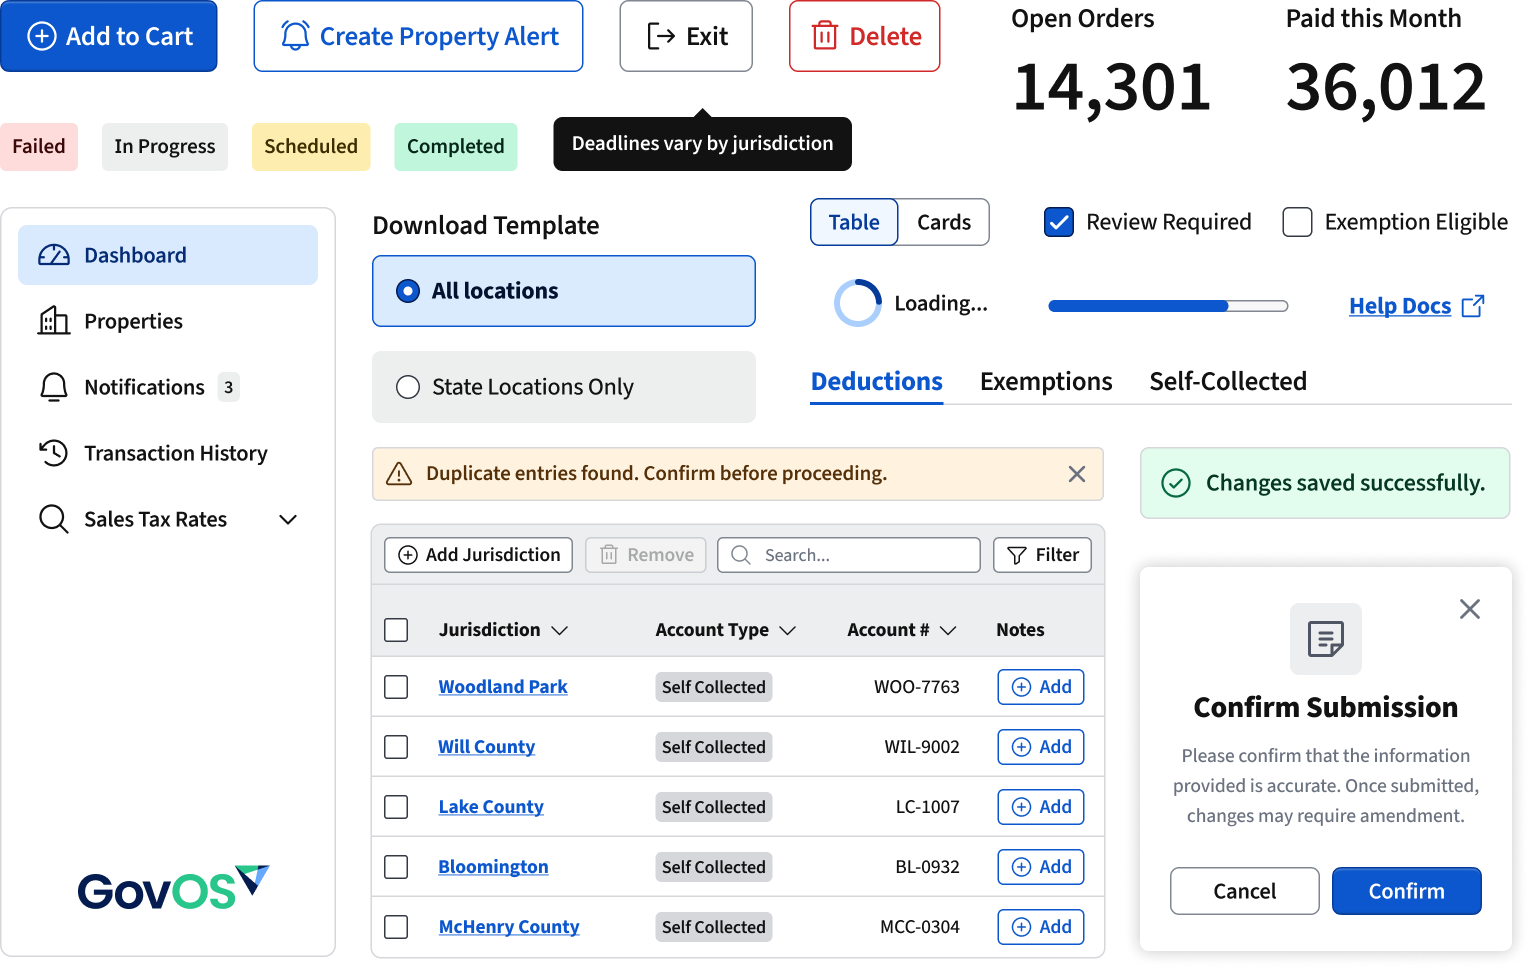 Add to Cart
Create Property Alert
Exit
Delete
Open Orders
14,301
Paid this Month
36,012
Failed
In Progress
Scheduled
Completed
Deadlines vary by jurisdiction
Dashboard
Properties
Notifications 3
Transaction History
Sales Tax Rates
GovOS
Download Template
All locations
State Locations Only
Table
Cards
Review Required
Exemption Eligible
Loading...
Help Docs
Deductions
Exemptions
Self-Collected
Duplicate entries found. Confirm before proceeding.
Changes saved successfully.
Add Jurisdiction
Remove
Search...
Filter
Jurisdiction Account Type Account # Notes
Woodland Park Self Collected WOO-7763 Add
Will County Self Collected WIL-9002 Add
Lake County Self Collected LC-1007 Add
Bloomington Self Collected BL-0932 Add
McHenry County Self Collected MCC-0304 Add
Confirm Submission
Please confirm that the information
provided is accurate. Once submitted,
changes may require amendment.
Cancel
Confirm